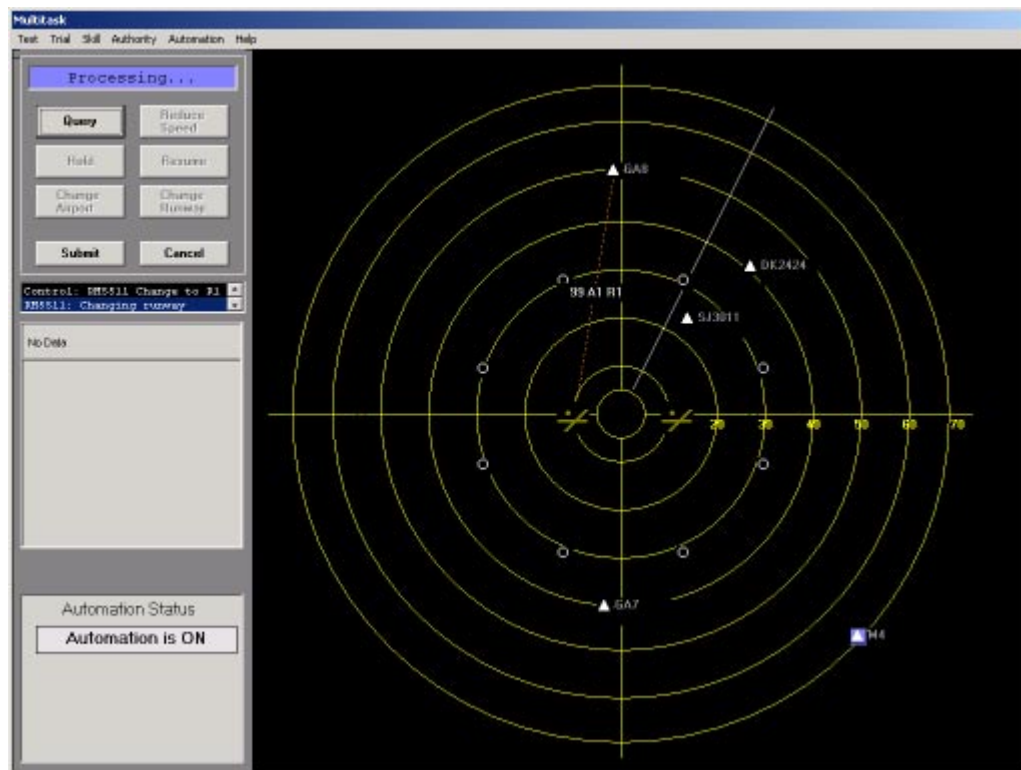 Multitask
Test Trial Skill Authority Automation Help
Processing...
Query
Reduce Speed
Hold
Resume
Change Airport
Change Runway
Submit
Cancel
Control: RM5511 Change to R1
RM5511: Changing runway
No Data
Automation Status
Automation is ON
GA8
DK2424
99 A1 R1
SJ3811
20 30 40 50 60 70
GA7